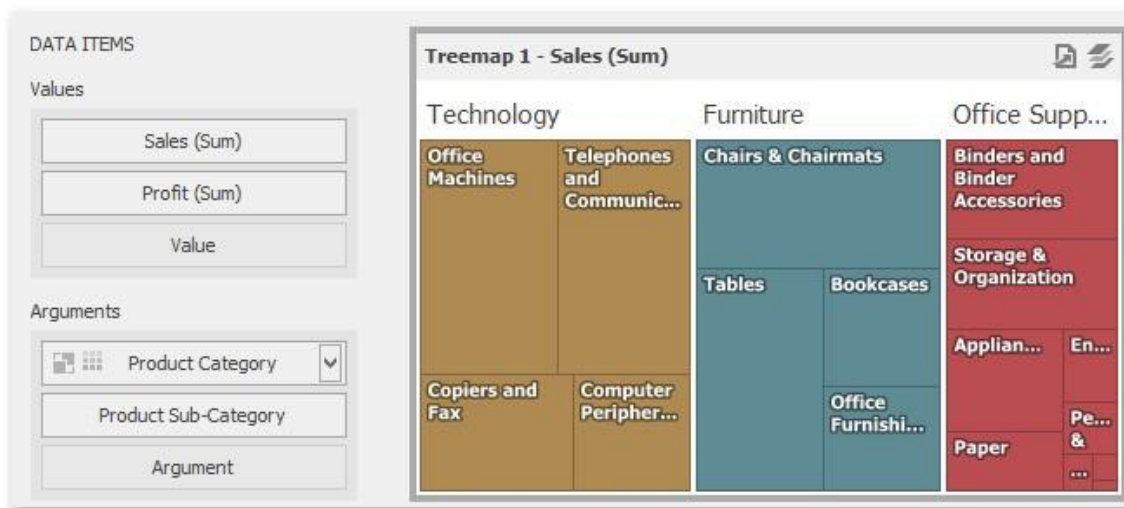 DATA ITEMS
Values
Sales (Sum)
Profit (Sum)
Value
Arguments
Product Category
Product Sub-Category
Argument
Treemap 1 - Sales (Sum)
Technology
Furniture
Office Supp...
Office
Machines
Telephones
and
Communic...
Copiers and
Fax
Computer
Peripher...
Chairs & Chairmats
Tables
Bookcases
Office
Furnishi...
Binders and
Binder
Accessories
Storage &
Organization
Applian...
En...
Paper
Pe...
&
...